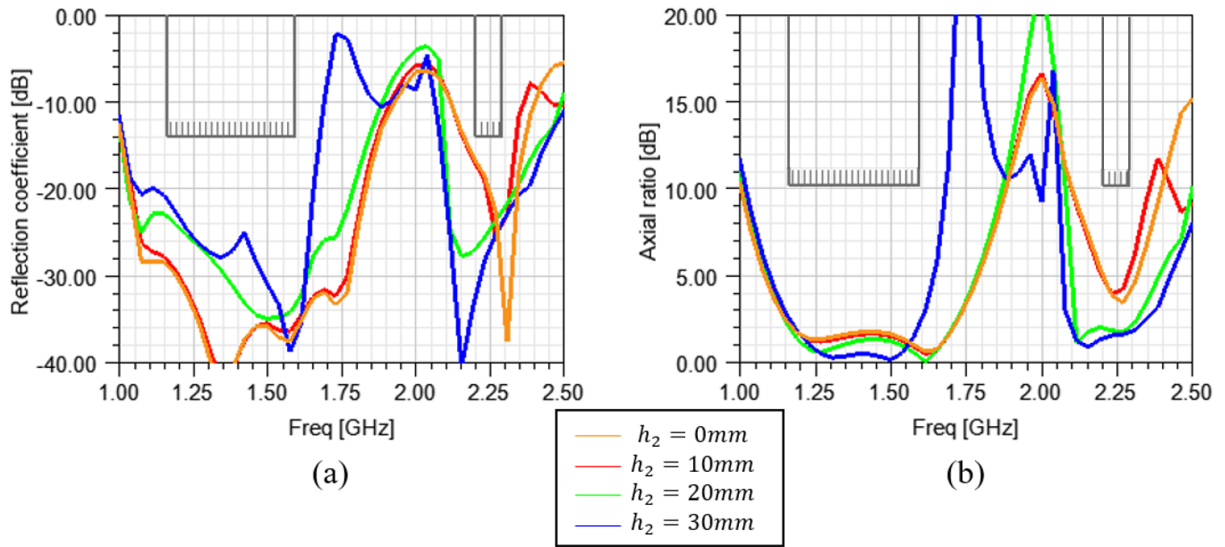 0.00
-10.00
-20.00
-30.00
-40.00
Reflection coefficient [dB]
1.00 1.25 1.50 1.75 2.00 2.25 2.50
Freq [GHz]
(a)
20.00
15.00
10.00
5.00
0.00
Axial ratio [dB]
1.00 1.25 1.50 1.75 2.00 2.25 2.50
Freq [GHz]
(b)
h₂ = 0mm
h₂ = 10mm
h₂ = 20mm
h₂ = 30mm